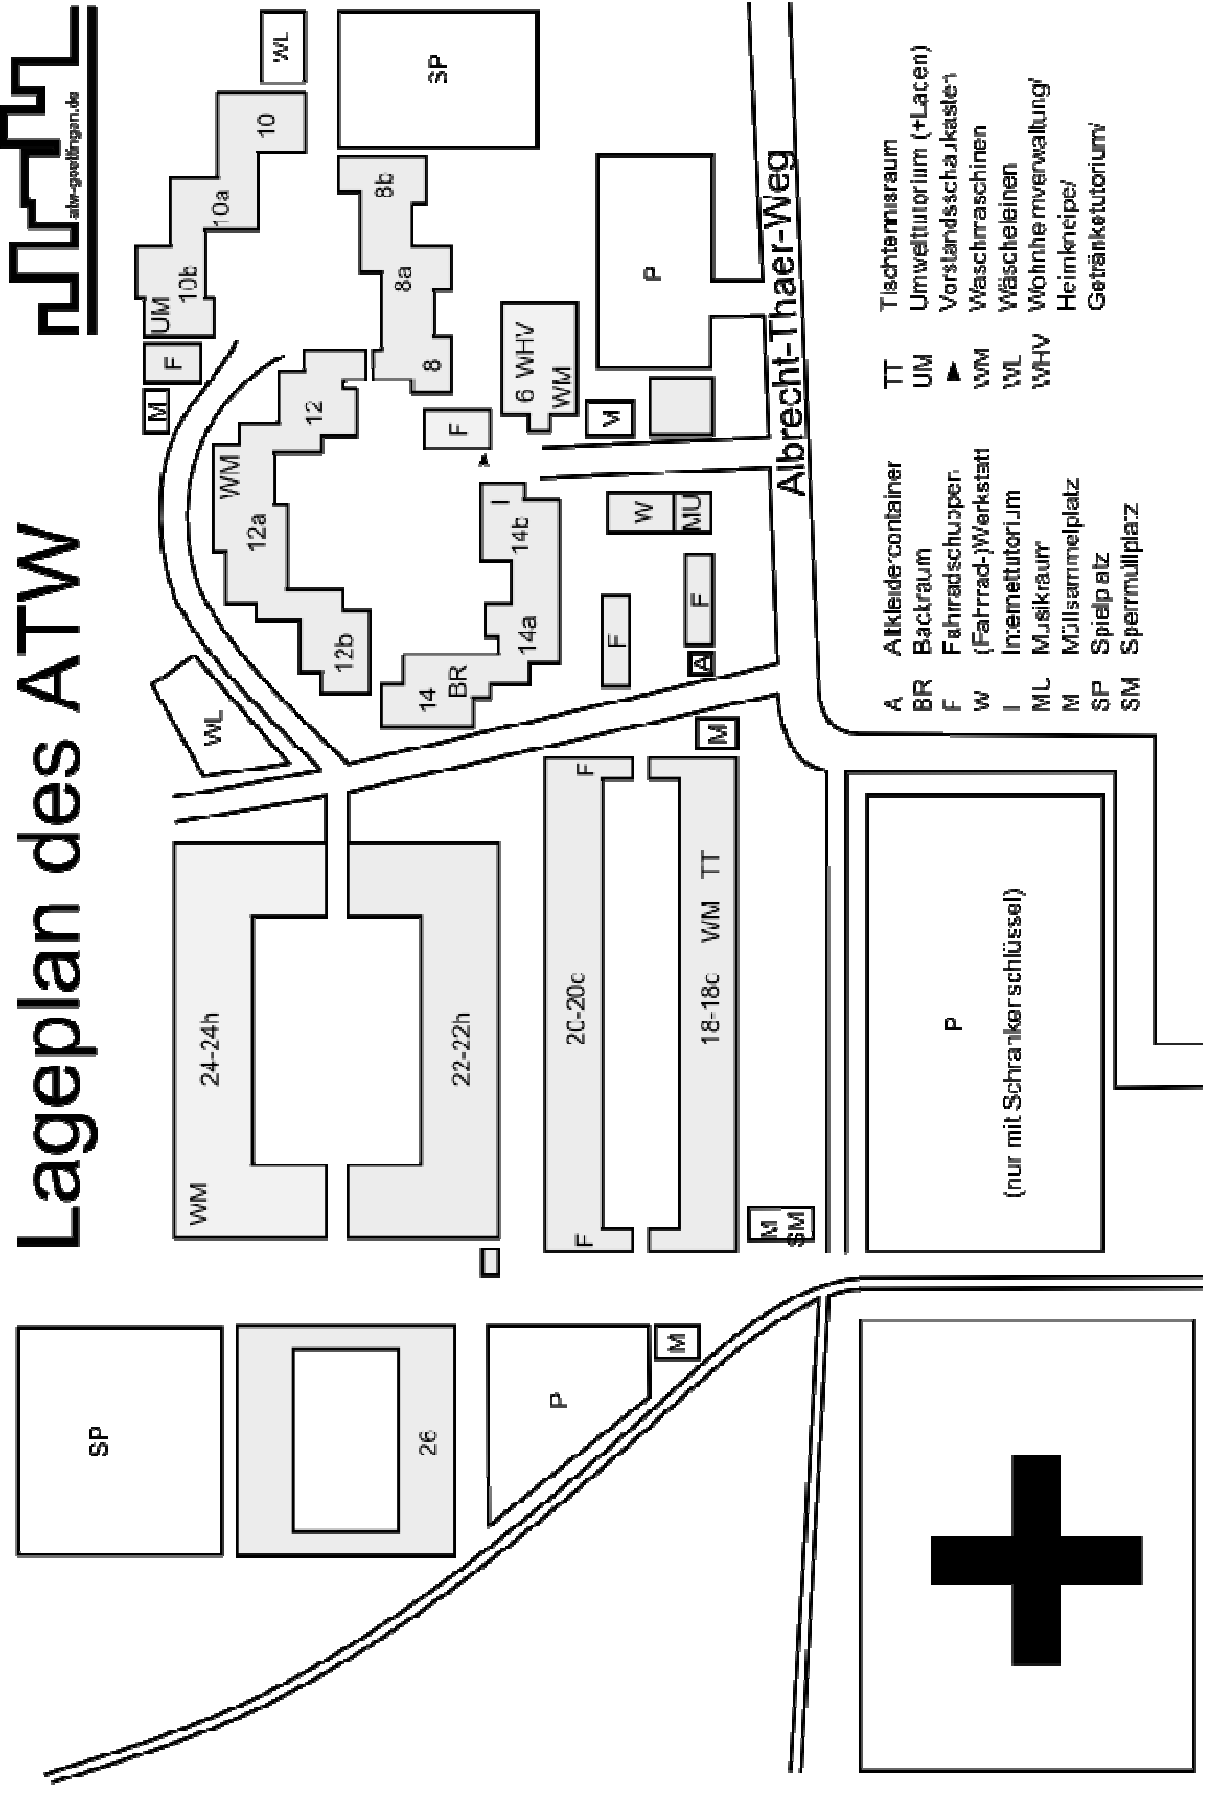 Lageplan des ATW
atw-goettingen.de
SP
26
P
M
WM
24-24h
22-22h
F
20-20c
F
18-18c WM TT
M
SM
M
WL
14
BR
14a
14b
I
12b
12a
WM
12
M
F
UM
10b
10a
10
WL
SP
8b
8a
8
F
6 WHV
WM
M
P
W
MU
F
F
A
Albrecht-Thaer-Weg
P
(nur mit Schrankenschlüssel)
A Altkleidercontainer
BR Backraum
F Fahrradschuppen
W (Fahrrad-)Werkstatt
I Internettutorium
MU Musikraum
M Müllsammelplatz
SP Spielplatz
SM Sperrmüllplatz
TT Tischtennisraum
UM Umwelttutorium (+Laden)
► Vorstandsschaukasten
WM Waschmaschinen
WL Wäscheleinen
WHV Wohnheimverwaltung/
Heimkneipe/
Getränketutorium/